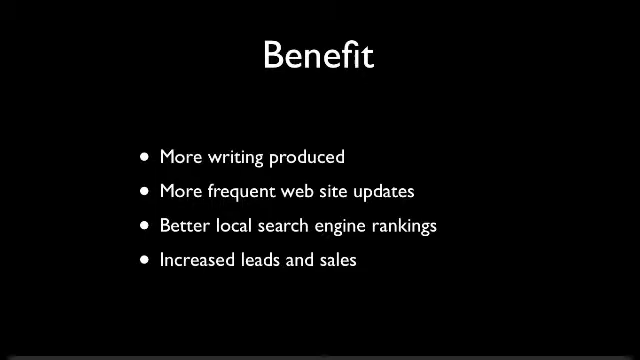 Benefit
• More writing produced
• More frequent web site updates
• Better local search engine rankings
• Increased leads and sales